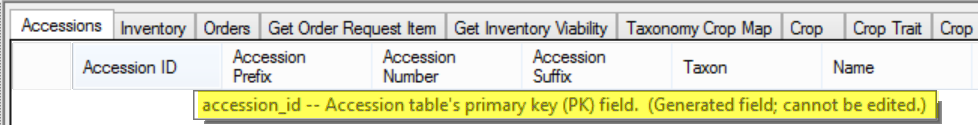 Accessions Inventory Orders Get Order Request Item Get Inventory Viability Taxonomy Crop Map Crop Crop Trait Crop
Accession ID Accession Prefix Accession Number Accession Suffix Taxon Name
accession_id -- Accession table's primary key (PK) field. (Generated field; cannot be edited.)